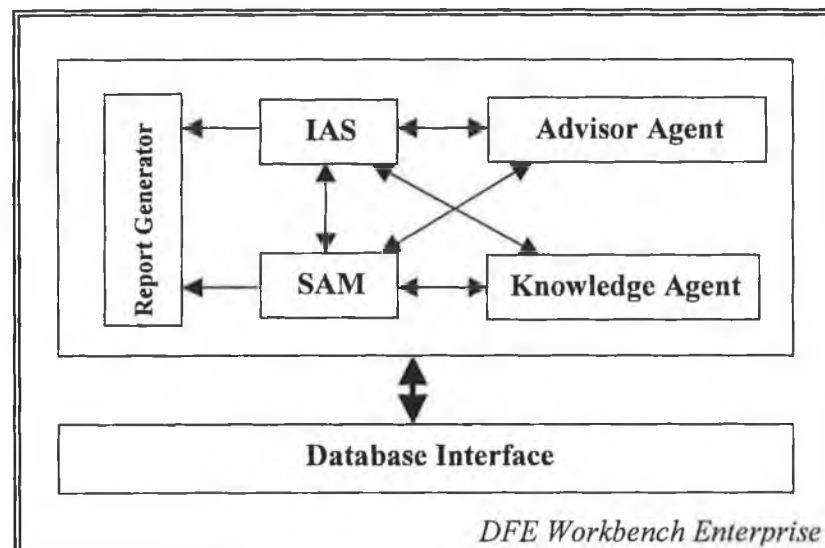 Report Generator
IAS
Advisor Agent
SAM
Knowledge Agent
Database Interface
DFE Workbench Enterprise